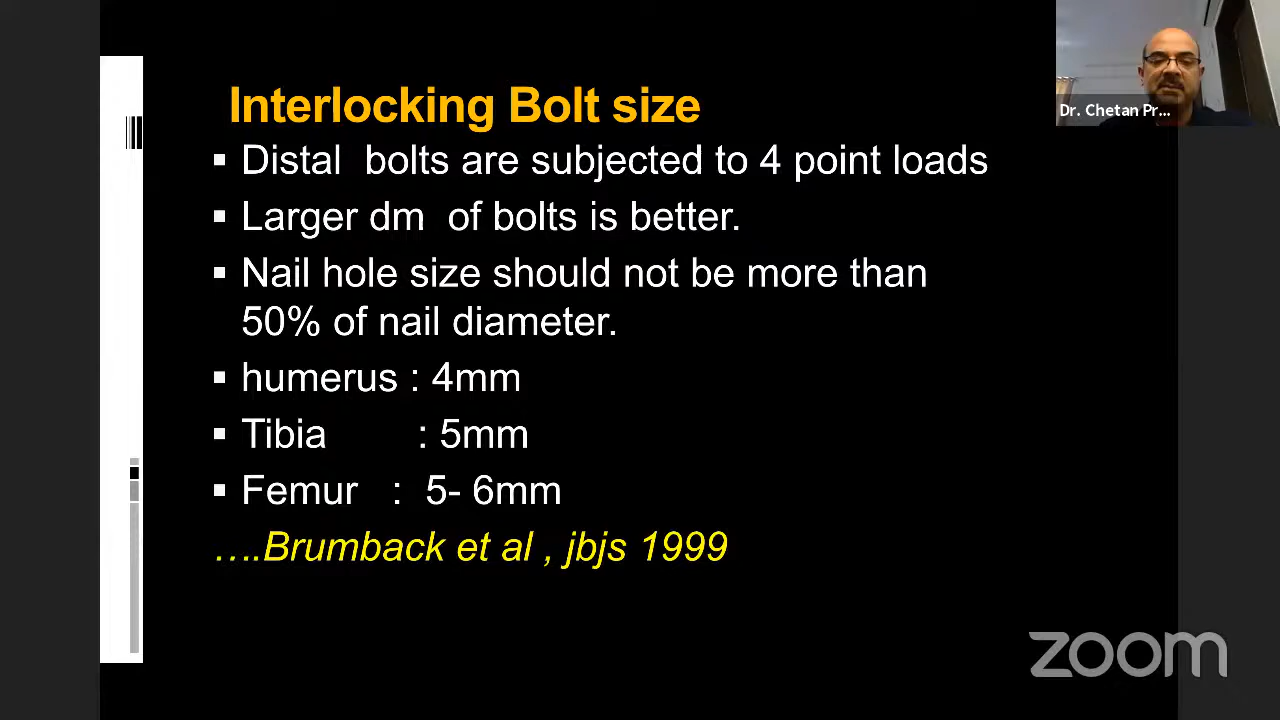 Interlocking Bolt size
▪ Distal bolts are subjected to 4 point loads
▪ Larger dm of bolts is better.
▪ Nail hole size should not be more than
50% of nail diameter.
▪ humerus : 4mm
▪ Tibia : 5mm
▪ Femur : 5- 6mm
….Brumback et al , jbjs 1999
Dr. Chetan Pr...
zoom